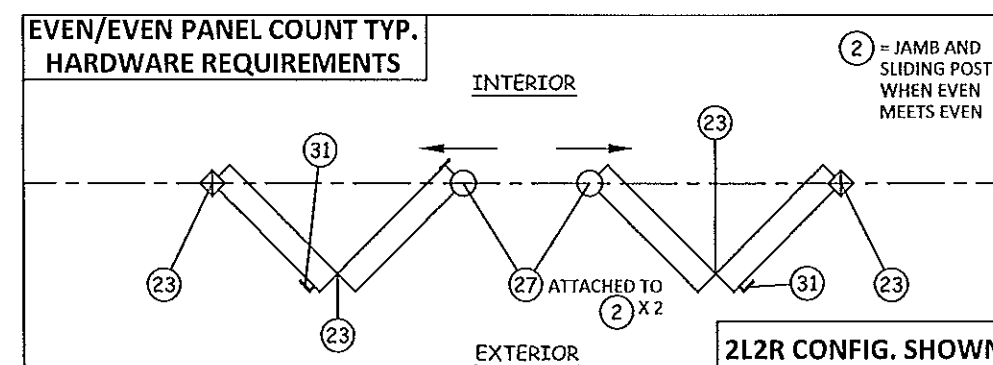 EVEN/EVEN PANEL COUNT TYP.
HARDWARE REQUIREMENTS
INTERIOR
2 = JAMB AND
SLIDING POST
WHEN EVEN
MEETS EVEN
23
31
23
27 ATTACHED TO
2 X 2
31
23
23
EXTERIOR
2L2R CONFIG. SHOWN